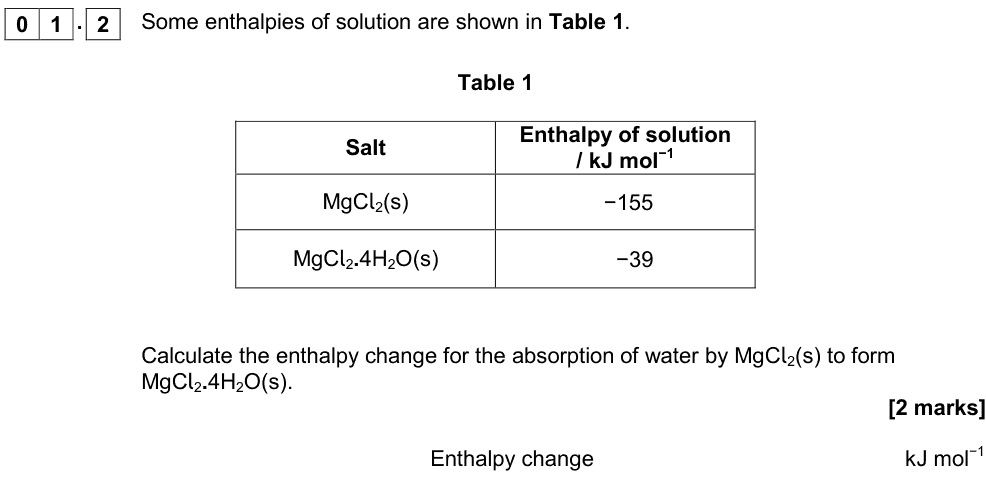 0 1 . 2 Some enthalpies of solution are shown in Table 1.
Table 1
Salt
Enthalpy of solution
/ kJ mol⁻¹
MgCl₂(s) −155
MgCl₂.4H₂O(s) −39
Calculate the enthalpy change for the absorption of water by MgCl₂(s) to form
MgCl₂.4H₂O(s).
[2 marks]
Enthalpy change kJ mol⁻¹